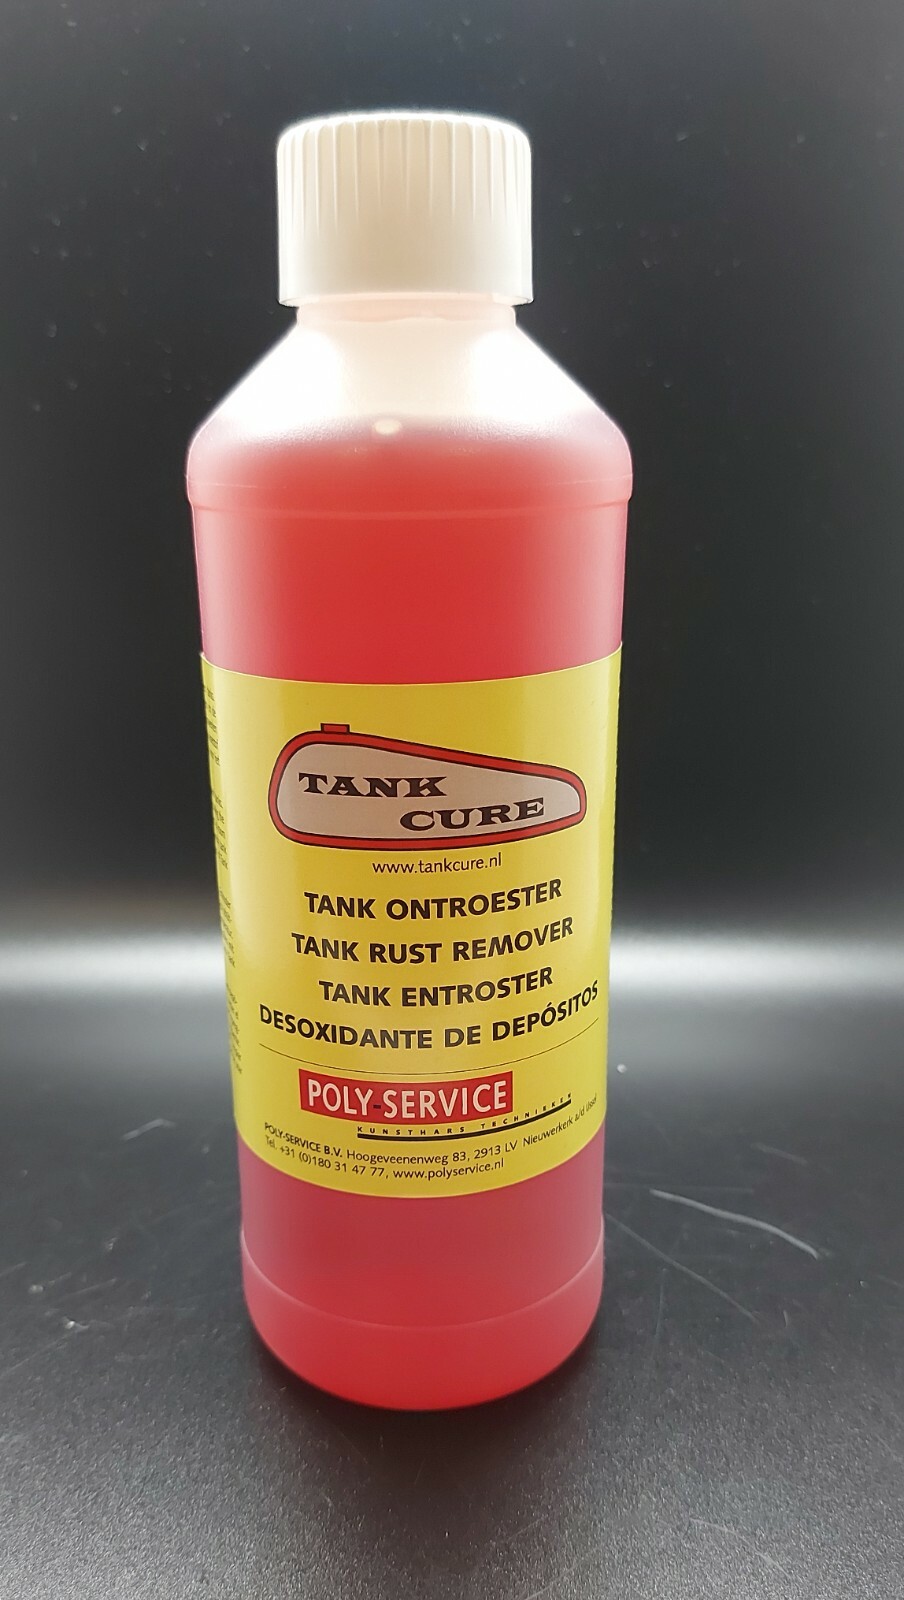 TANK
CURE
www.tankcure.nl
TANK ONTROESTER
TANK RUST REMOVER
TANK ENTROSTER
DESOXIDANTE DE DEPÓSITOS
POLY-SERVICE
KUNSTHARS TECHNIEKEN
POLY-SERVICE B.V. Hoogeveenenweg 83, 2913 LV Nieuwerkerk a/d IJssel
Tel. +31 (0)180 31 47 77, www.polyservice.nl